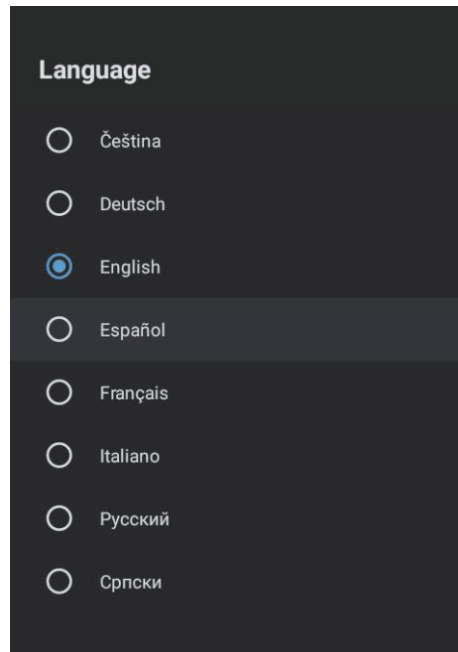 Language
Čeština
Deutsch
English
Español
Français
Italiano
Русский
Српски